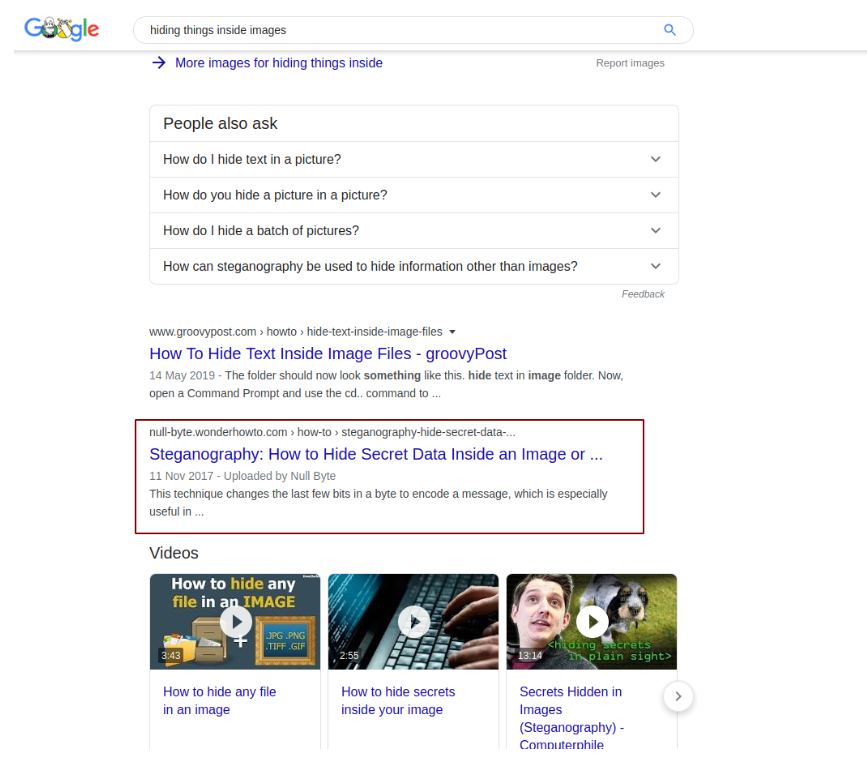 Google
hiding things inside images
More images for hiding things inside
Report images
People also ask
How do I hide text in a picture?
How do you hide a picture in a picture?
How do I hide a batch of pictures?
How can steganography be used to hide information other than images?
Feedback
www.groovypost.com › howto › hide-text-inside-image-files
How To Hide Text Inside Image Files - groovyPost
14 May 2019 - The folder should now look something like this. hide text in image folder. Now,
open a Command Prompt and use the cd.. command to ...
null-byte.wonderhowto.com › how-to › steganography-hide-secret-data-...
Steganography: How to Hide Secret Data Inside an Image or ...
11 Nov 2017 - Uploaded by Null Byte
This technique changes the last few bits in a byte to encode a message, which is especially
useful in ...
Videos
How to hide any
file in an IMAGE
.JPG .PNG
.TIFF .GIF
3:43
2:55
<hiding secrets
in plain sight>
13:14
How to hide any file
in an image
How to hide secrets
inside your image
Secrets Hidden in
Images
(Steganography) -
Computerphile